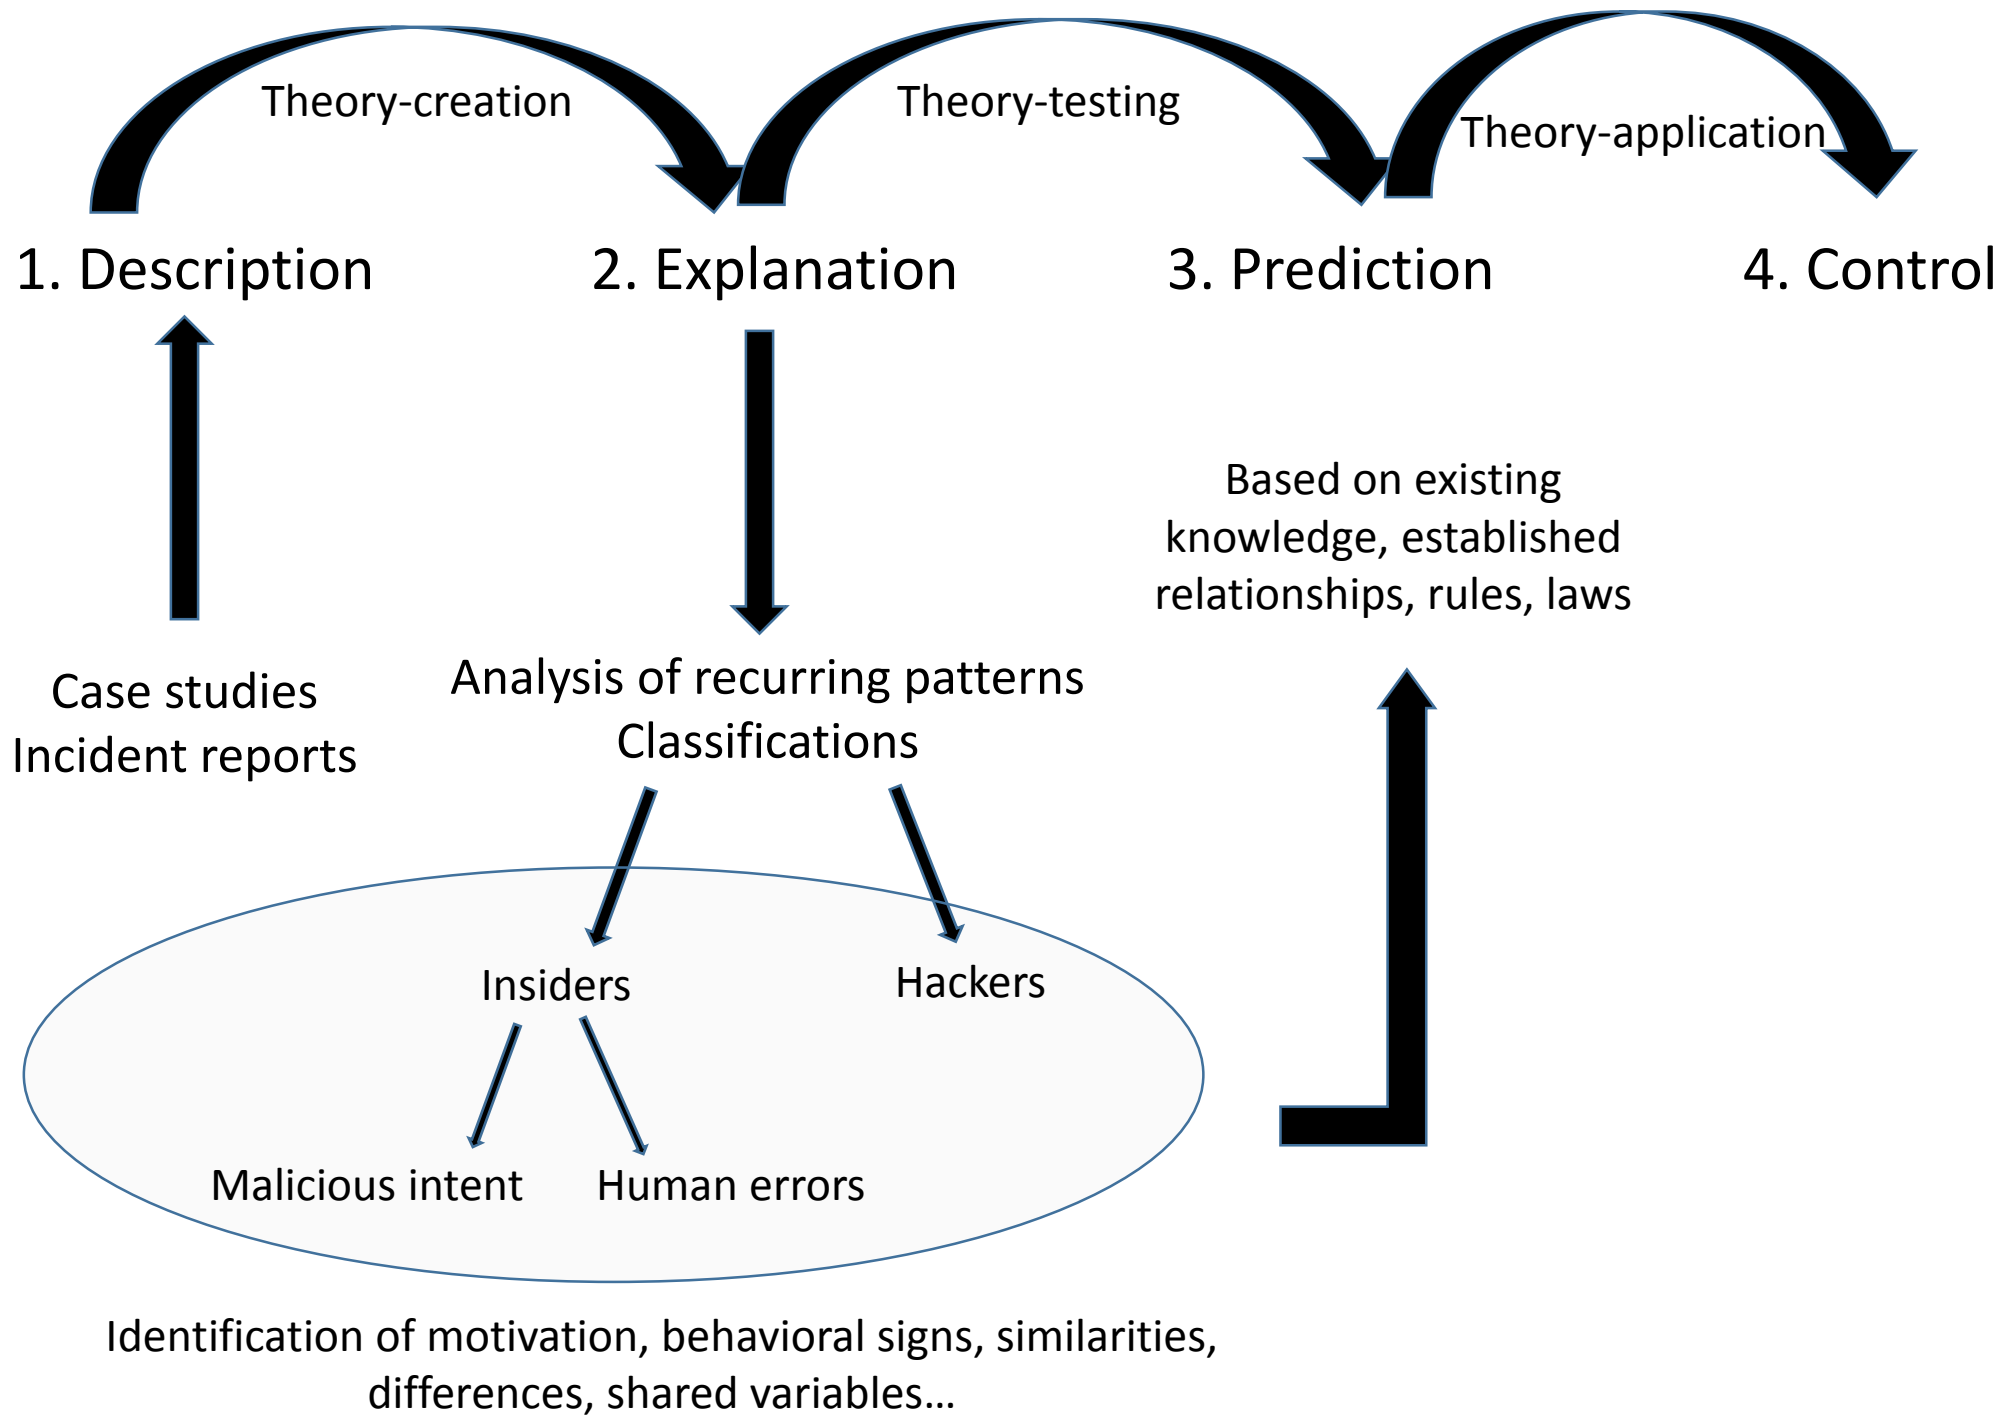 Theory-creation
Theory-testing
Theory-application
1. Description
2. Explanation
3. Prediction
4. Control
Based on existing
knowledge, established
relationships, rules, laws
Case studies
Incident reports
Analysis of recurring patterns
Classifications
Insiders
Hackers
Malicious intent
Human errors
Identification of motivation, behavioral signs, similarities,
differences, shared variables…